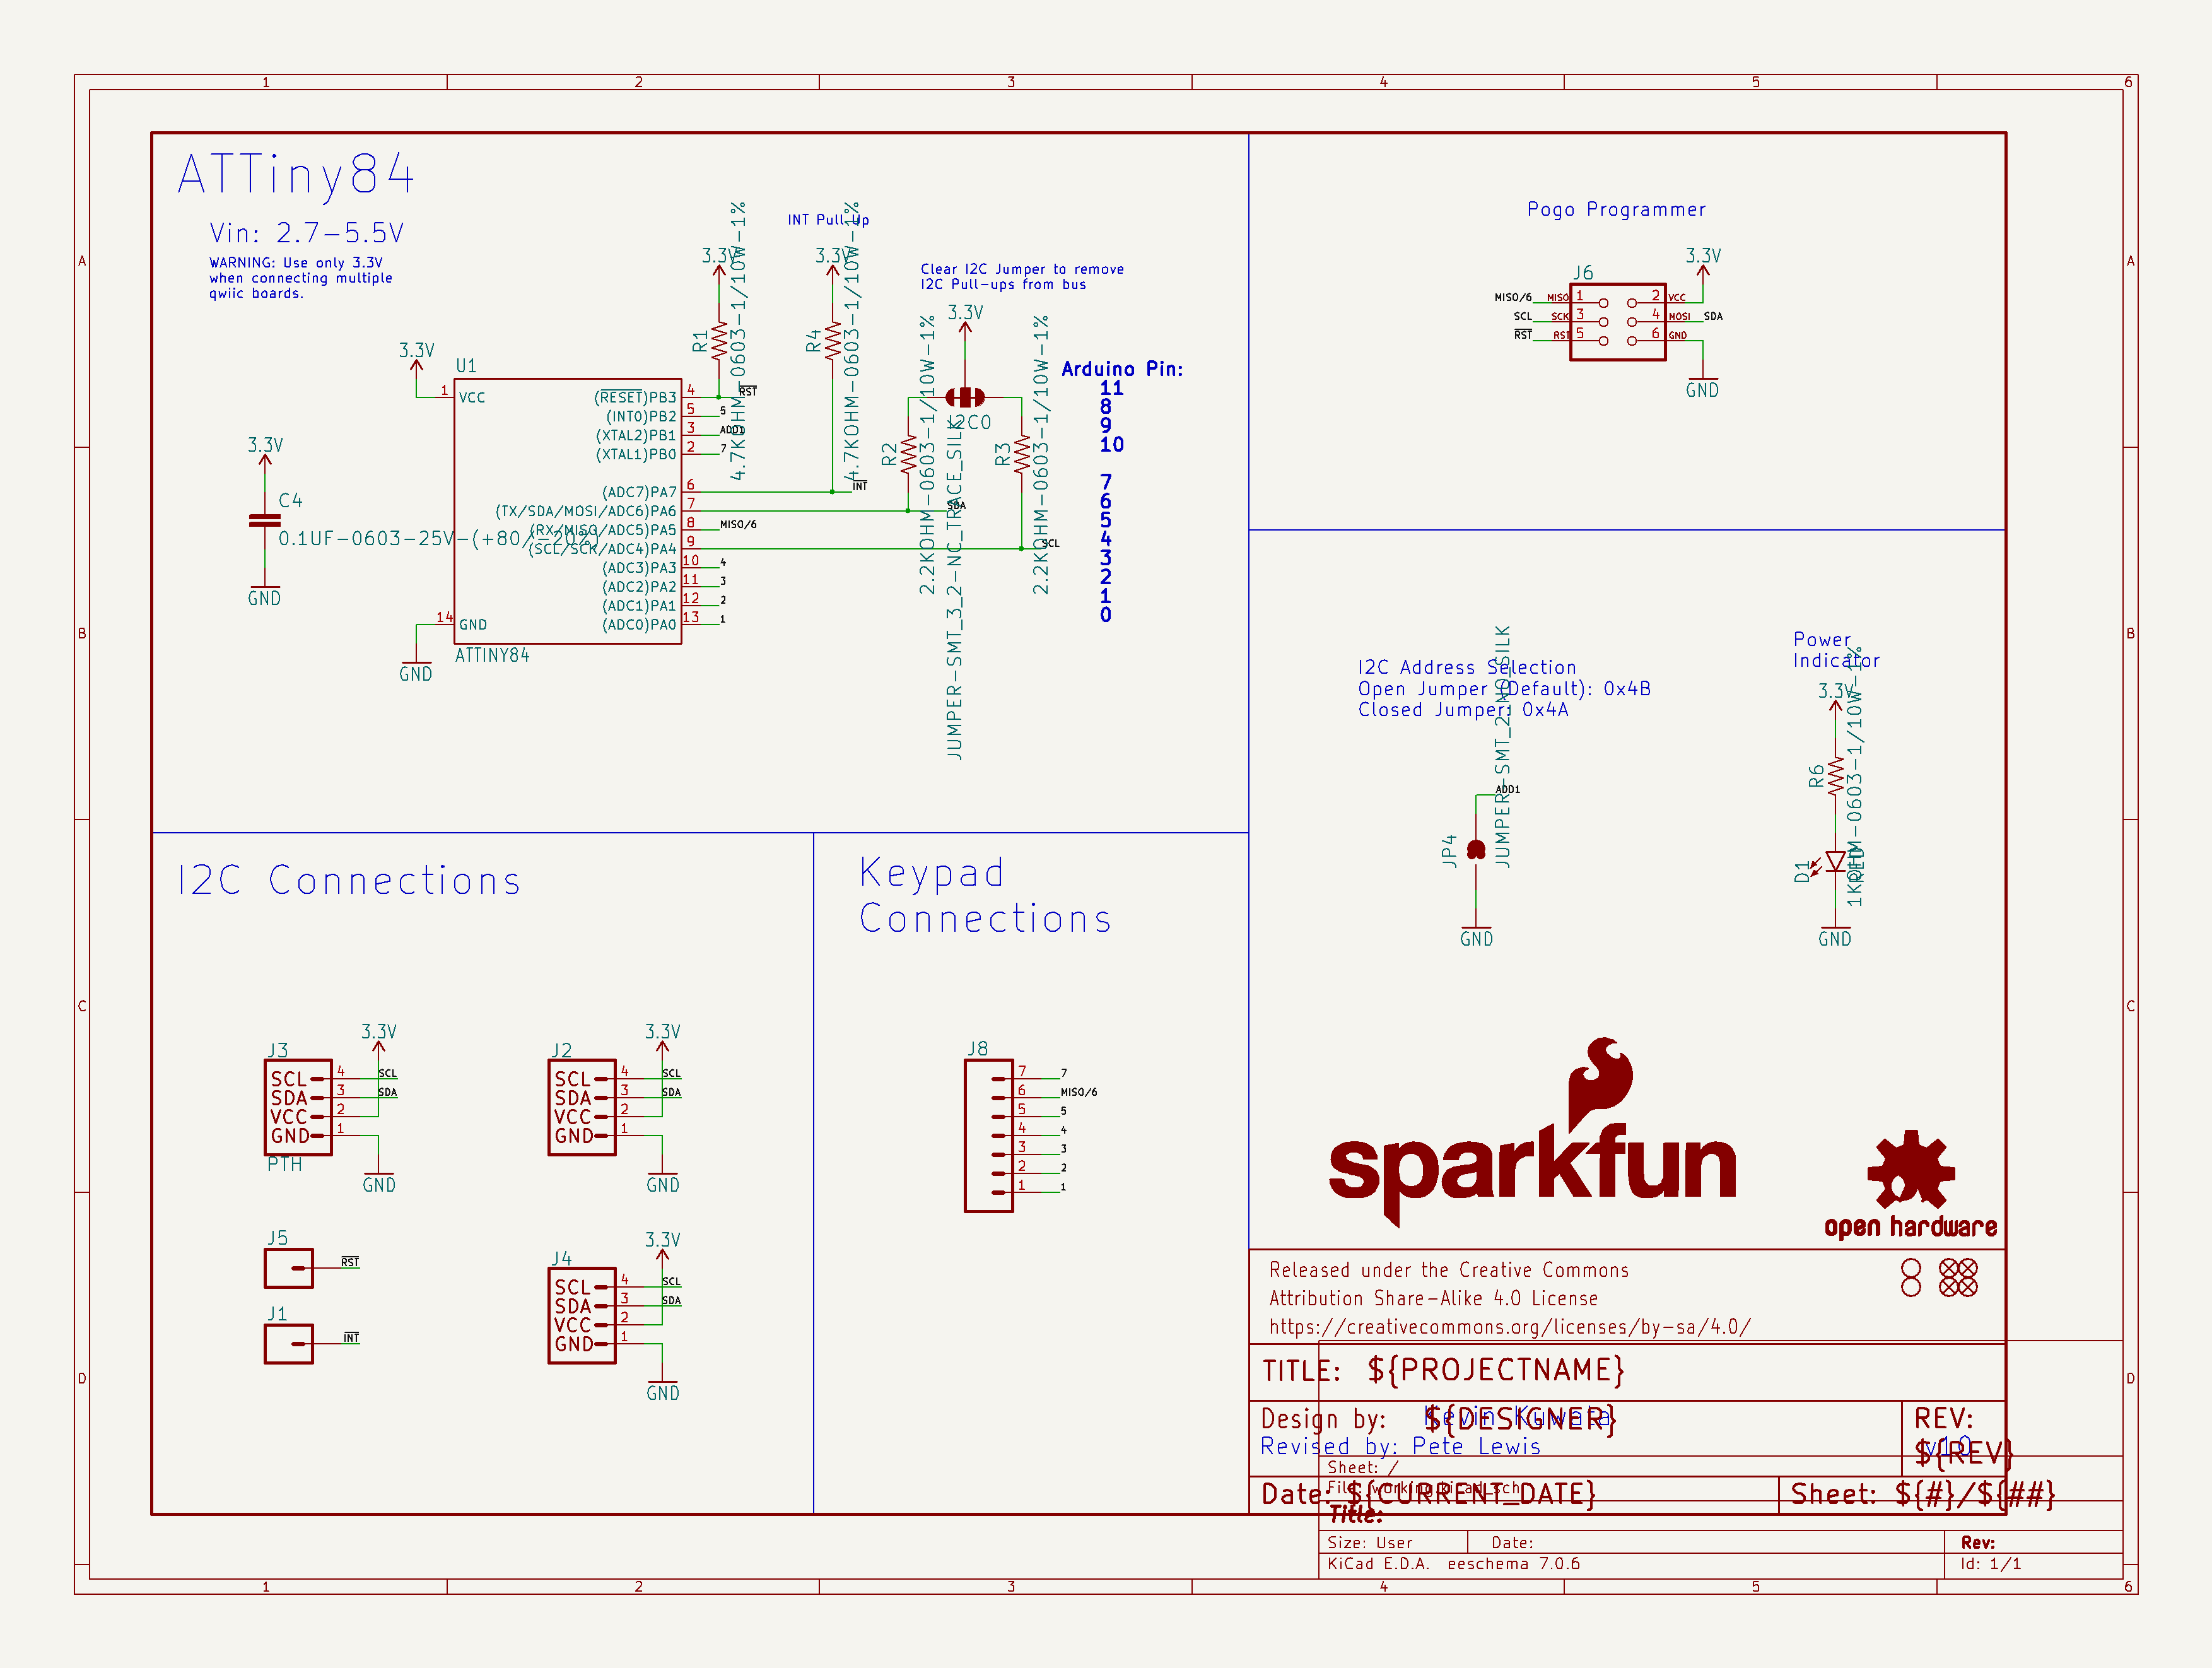 1 2 3 4 5 6
A
B
C
D
A
B
C
D
ATTiny84
Vin: 2.7-5.5V
WARNING: Use only 3.3V
when connecting multiple
qwiic boards.
3.3V
R1
4.7KOHM-0603-1/10W-1%
INT Pull-Up
3.3V
R4
4.7KOHM-0603-1/10W-1%
Clear I2C Jumper to remove
I2C Pull-ups from bus
3.3V
I2C0
JUMPER-SMT_3_2-NC_TRACE_SILK
R2
2.2KOHM-0603-1/10W-1%
R3
2.2KOHM-0603-1/10W-1%
Arduino Pin:
11
8
9
10
7
6
5
4
3
2
1
0
3.3V
U1
1 VCC
14 GND
GND
ATTINY84
(RESET)PB3 4 RST
(INT0)PB2 5 5
(XTAL2)PB1 3 ADD1
(XTAL1)PB0 2 7
(ADC7)PA7 6 INT
(TX/SDA/MOSI/ADC6)PA6 7 SDA
(RX/MISO/ADC5)PA5 8 MISO/6
(SCL/SCK/ADC4)PA4 9 SCL
(ADC3)PA3 10 4
(ADC2)PA2 11 3
(ADC1)PA1 12 2
(ADC0)PA0 13 1
3.3V
C4
0.1UF-0603-25V-(+80/-20%)
GND
Pogo Programmer
J6
3.3V
MISO/6 MISO 1 2 VCC
SCL SCK 3 4 MOSI SDA
RST RST 5 6 GND
GND
I2C Address Selection
Open Jumper (Default): 0x4B
Closed Jumper: 0x4A
ADD1
JP4
JUMPER-SMT_2_NO_SILK
GND
Power
Indicator
3.3V
R6
1KOHM-0603-1/10W-1%
D1
RED
GND
I2C Connections
J3
3.3V
SCL 4 SCL
SDA 3 SDA
VCC 2
GND 1
PTH
GND
J2
3.3V
SCL 4 SCL
SDA 3 SDA
VCC 2
GND 1
GND
J5
RST
J1
INT
J4
3.3V
SCL 4 SCL
SDA 3 SDA
VCC 2
GND 1
GND
Keypad
Connections
J8
7 7
6 MISO/6
5 5
4 4
3 3
2 2
1 1
sparkfun
open hardware
Released under the Creative Commons
Attribution Share-Alike 4.0 License
https://creativecommons.org/licenses/by-sa/4.0/
TITLE: ${PROJECTNAME}
Design by: ${DESIGNER}
Kevin Kuwata
Revised by: Pete Lewis
REV:
${REV}
v10
Date: ${CURRENT_DATE}
Sheet: ${#}/${##}
Sheet: /
File: working.kicad_sch
Title:
Size: User Date: Rev:
KiCad E.D.A. eeschema 7.0.6 Id: 1/1
1 2 3 4 5 6